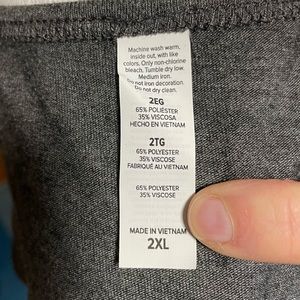 Machine wash warm,
inside out, with like
colors. Only non-chlorine
bleach. Tumble dry low.
Medium iron.
Do not iron decoration.
Do not dry clean.
2EG
65% POLIÉSTER
35% VISCOSA
HECHO EN VIETNAM
2TG
65% POLYESTER
35% VISCOSE
FABRIQUÉ AU VIETNAM
65% POLYESTER
35% VISCOSE
MADE IN VIETNAM
2XL